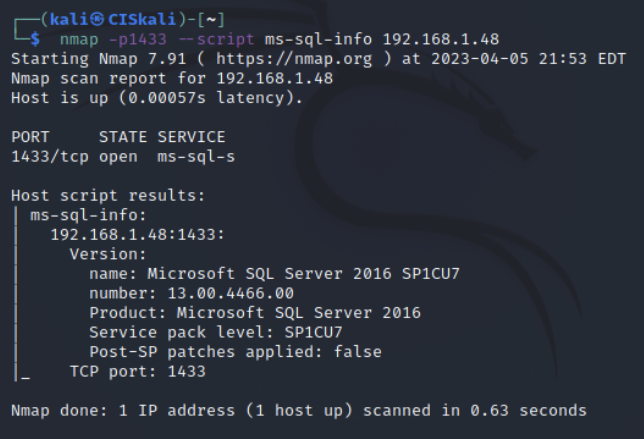 ┌──(kali㉿CISkali)-[~]
└─$ nmap -p1433 --script ms-sql-info 192.168.1.48
Starting Nmap 7.91 ( https://nmap.org ) at 2023-04-05 21:53 EDT
Nmap scan report for 192.168.1.48
Host is up (0.00057s latency).

PORT     STATE SERVICE
1433/tcp open  ms-sql-s

Host script results:
| ms-sql-info:
|   192.168.1.48:1433:
|     Version:
|       name: Microsoft SQL Server 2016 SP1CU7
|       number: 13.00.4466.00
|       Product: Microsoft SQL Server 2016
|       Service pack level: SP1CU7
|       Post-SP patches applied: false
|_    TCP port: 1433

Nmap done: 1 IP address (1 host up) scanned in 0.63 seconds